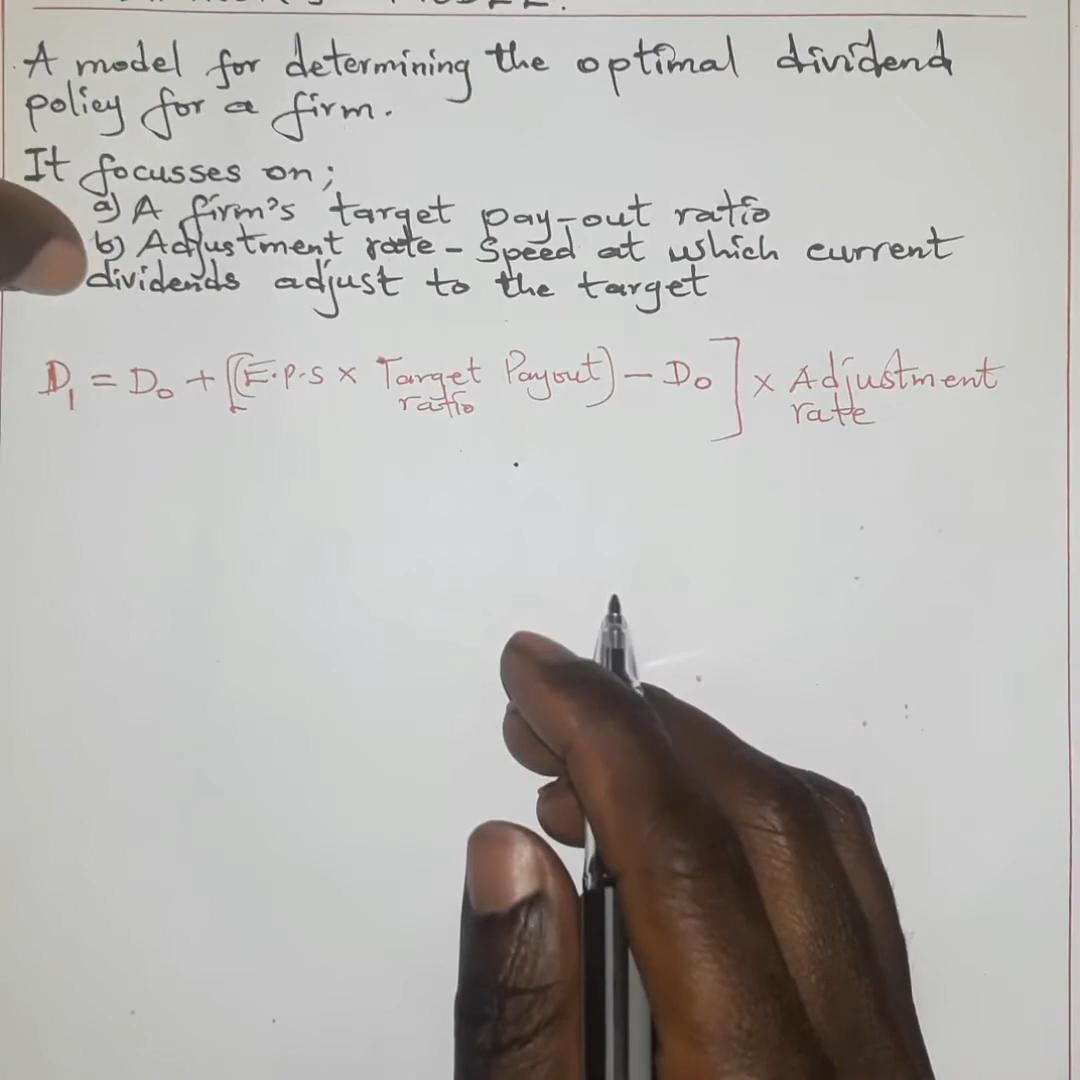 A model for determining the optimal dividend
policy for a firm.
It focusses on;
a) A firm's target pay-out ratio
b) Adjustment rate - Speed at which current
dividends adjust to the target
D₁ = D₀ + [(E.P.S × Target Payout) - D₀] × Adjustment
ratio rate